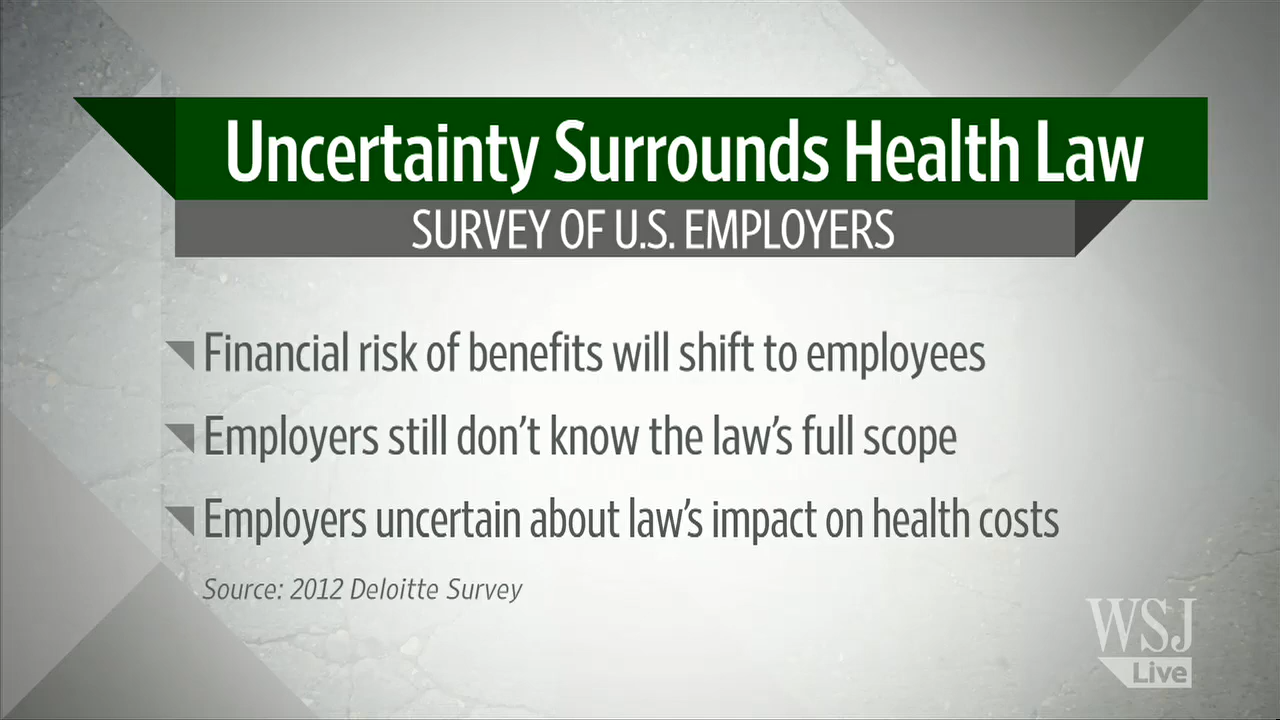 Uncertainty Surrounds Health Law
SURVEY OF U.S. EMPLOYERS
Financial risk of benefits will shift to employees
Employers still don't know the law's full scope
Employers uncertain about law's impact on health costs
Source: 2012 Deloitte Survey
WSJ
Live